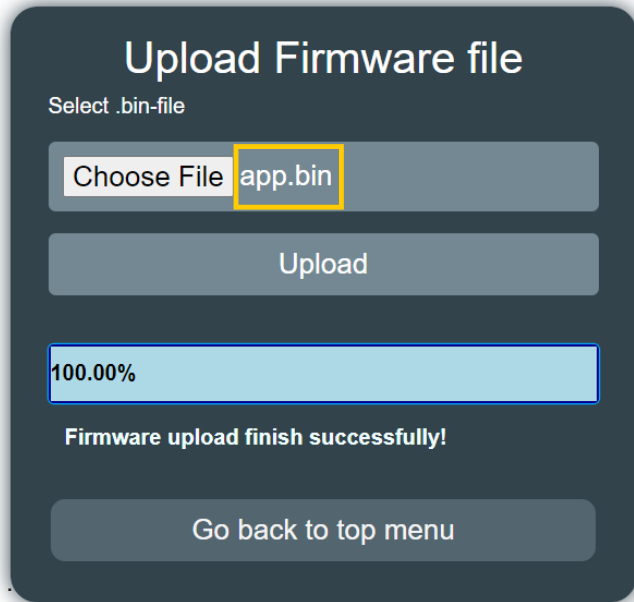 Upload Firmware file
Select .bin-file
Choose File app.bin
Upload
100.00%
Firmware upload finish successfully!
Go back to top menu
.